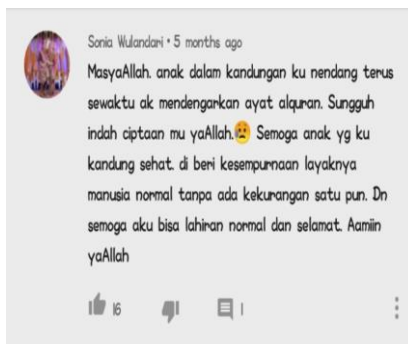 Sonia Wulandari • 5 months ago
MasyaAllah. anak dalam kandungan ku nendang terus
sewaktu ak mendengarkan ayat alquran. Sungguh
indah ciptaan mu yaAllah.😢 Semoga anak yg ku
kandung sehat. di beri kesempurnaan layaknya
manusia normal tanpa ada kekurangan satu pun. Dn
semoga aku bisa lahiran normal dan selamat. Aamiin
yaAllah
16 1